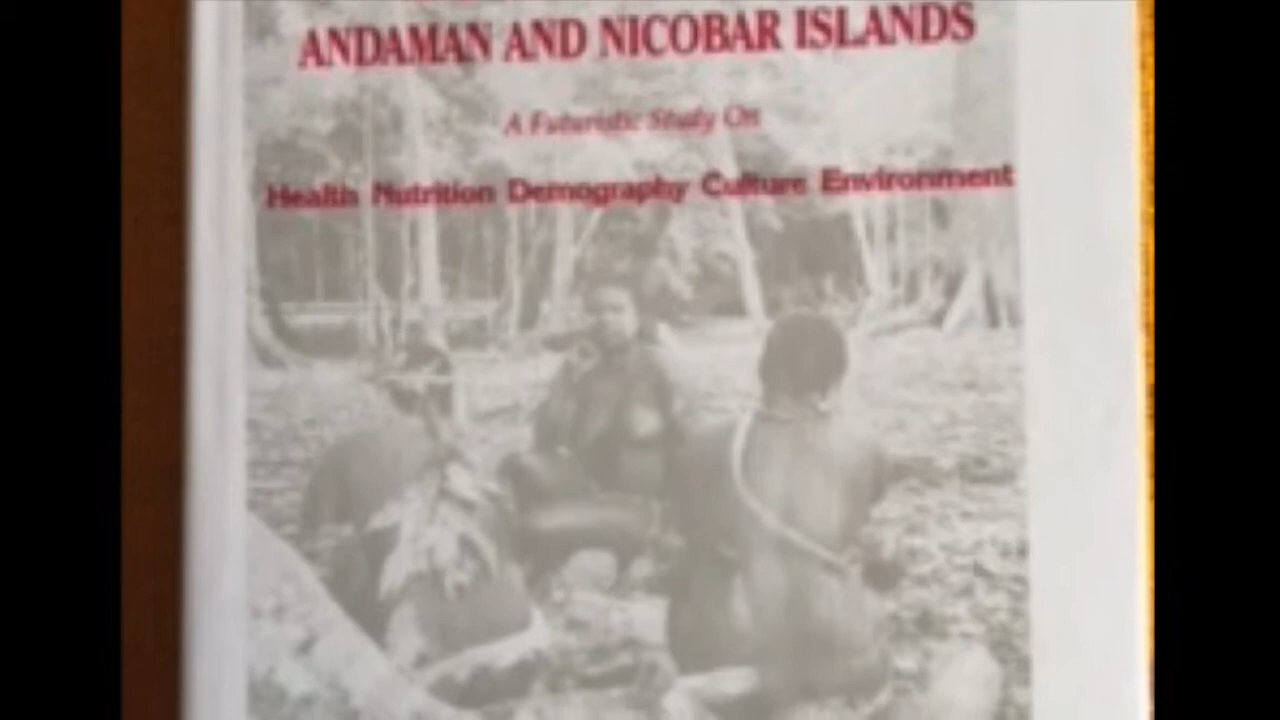 ANDAMAN AND NICOBAR ISLANDS
A Futuristic Study On
Health Nutrition Demography Culture Environment